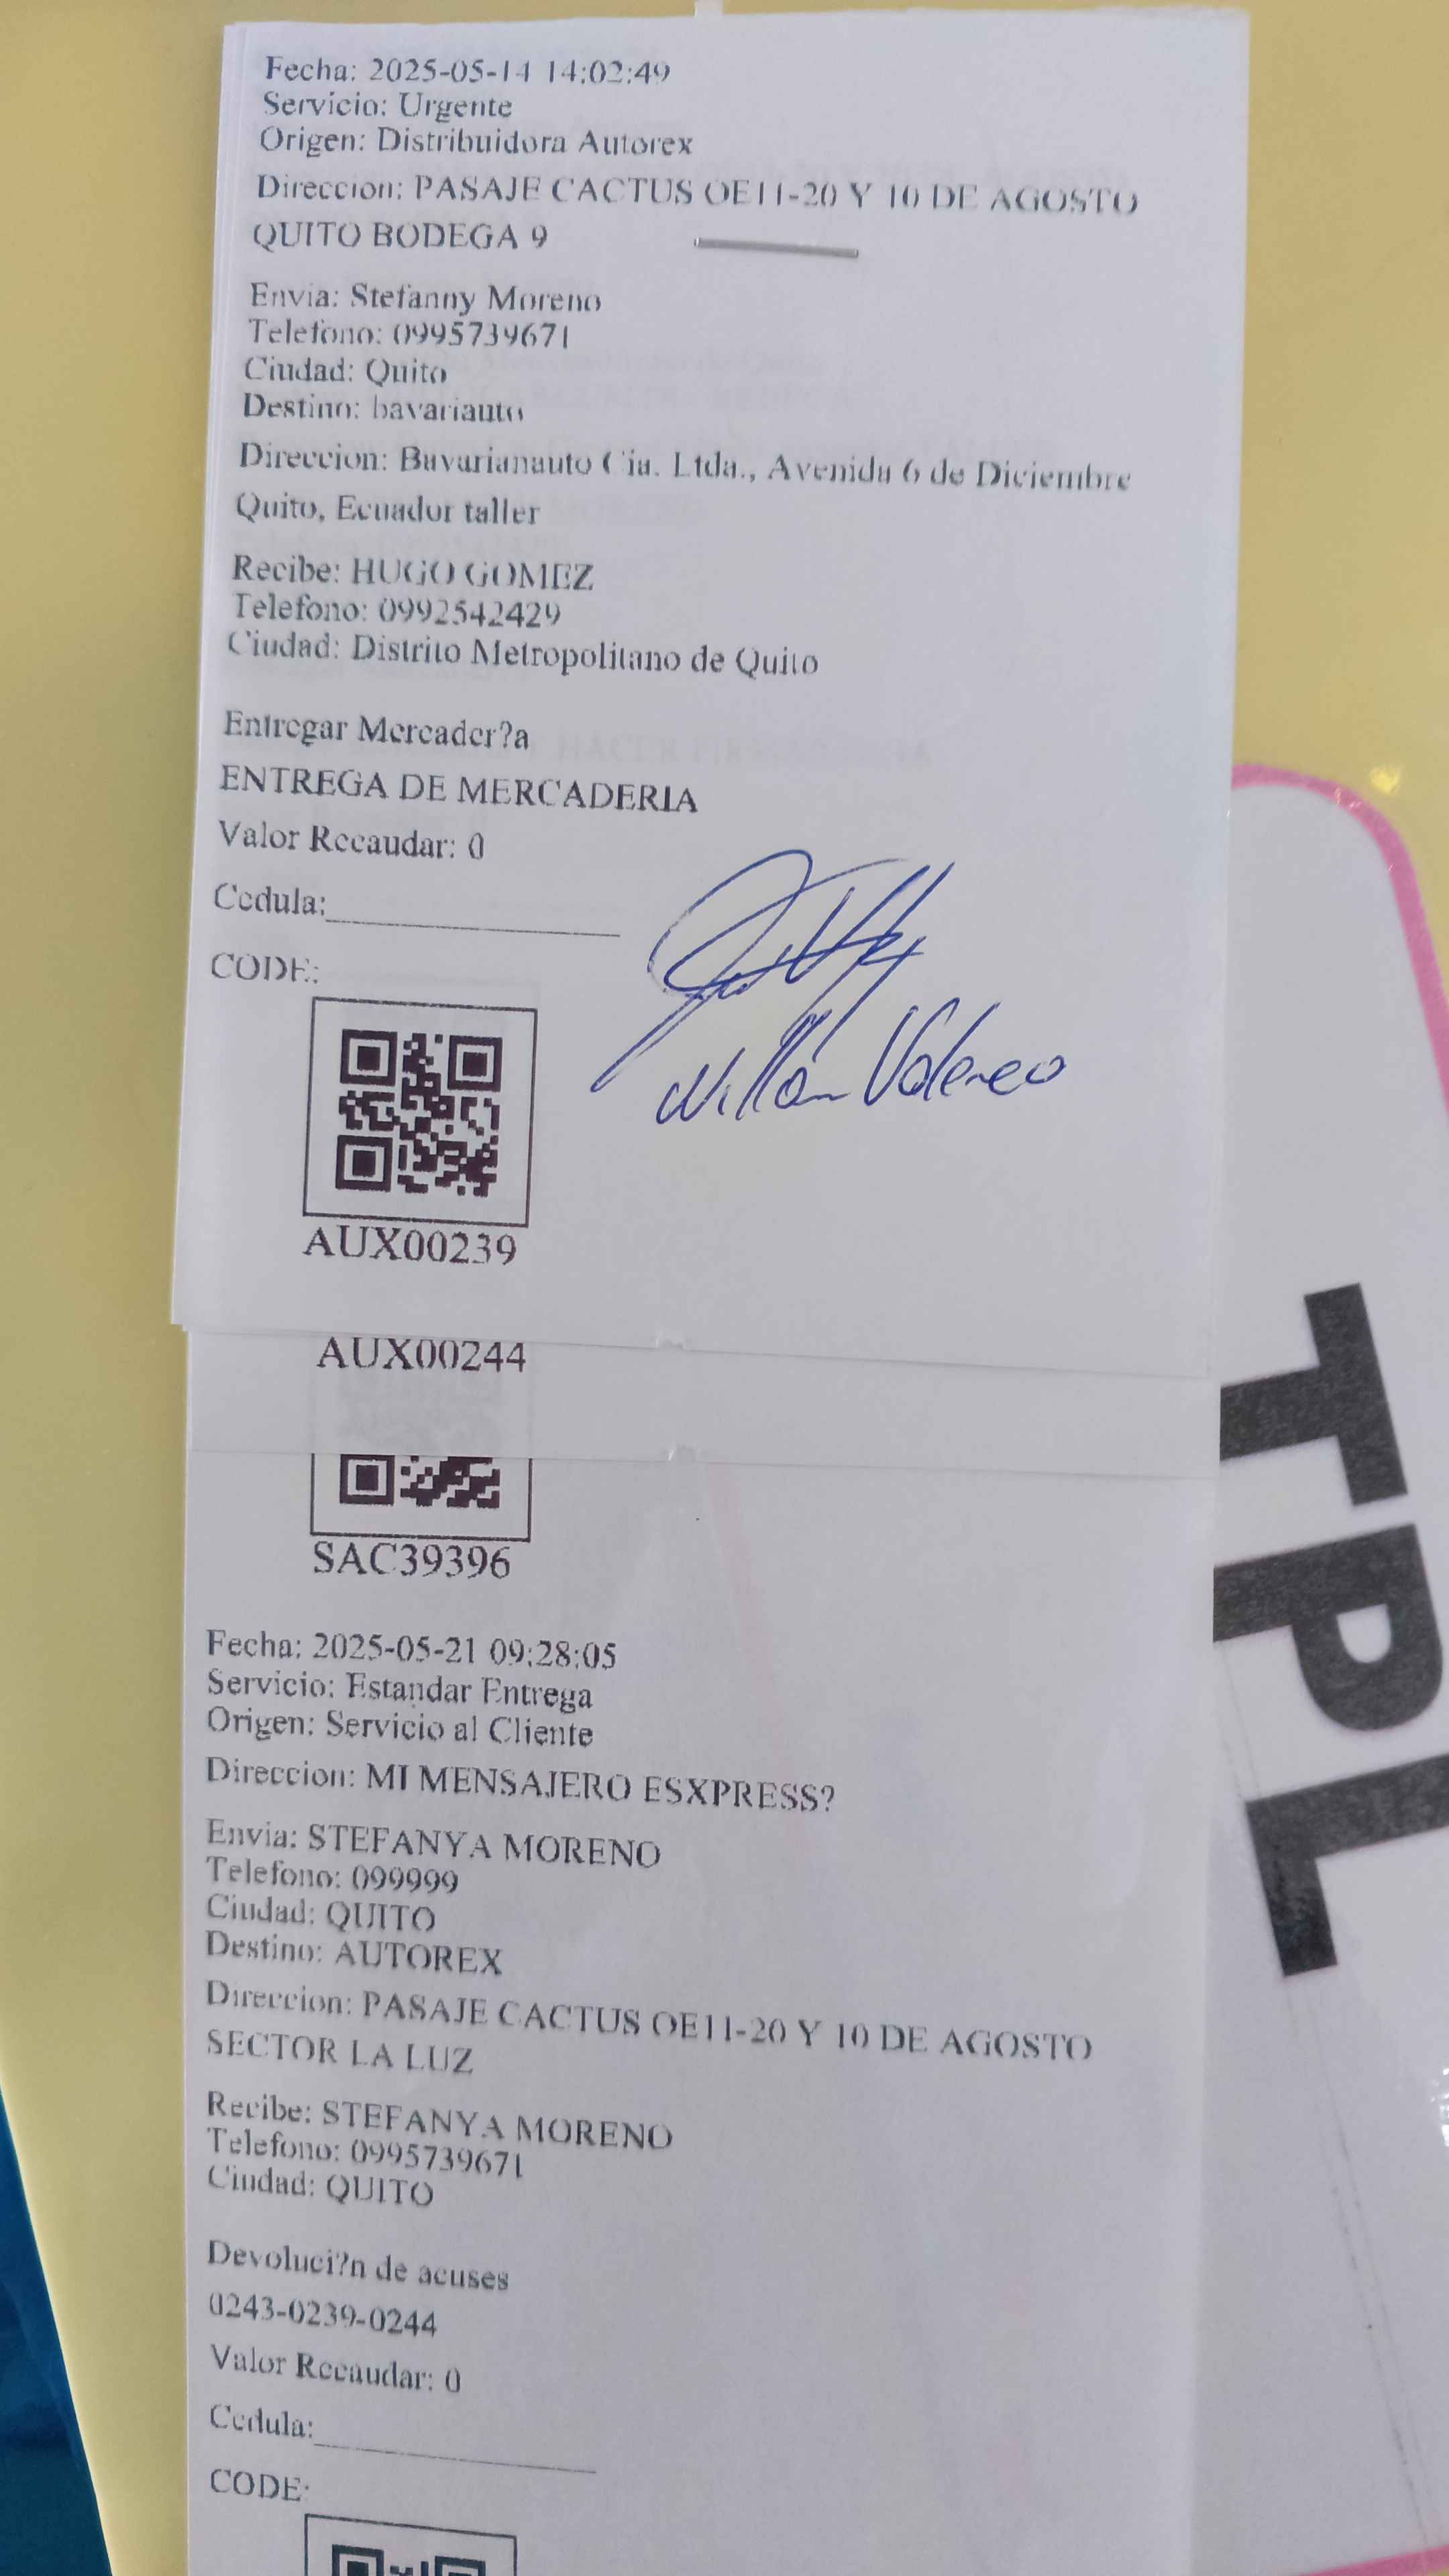 Fecha: 2025-05-14 14:02:49
Servicio: Urgente
Origen: Distribuidora Autorex
Direccion: PASAJE CACTUS OE11-20 Y 10 DE AGOSTO
QUITO BODEGA 9
Envia: Stefanny Moreno
Telefono: 0995739671
Ciudad: Quito
Destino: bavariauto
Direccion: Bavarianauto Cia. Ltda., Avenida 6 de Diciembre
Quito, Ecuador taller
Recibe: HUGO GOMEZ
Telefono: 0992542429
Ciudad: Distrito Metropolitano de Quito
Entregar Mercader?a
ENTREGA DE MERCADERIA
Valor Recaudar: 0
Cedula:
CODE:
AUX00239
AUX00244
SAC39396
Fecha: 2025-05-21 09:28:05
Servicio: Estandar Entrega
Origen: Servicio al Cliente
Direccion: MI MENSAJERO ESXPRESS?
Envia: STEFANYA MORENO
Telefono: 099999
Ciudad: QUITO
Destino: AUTOREX
Direccion: PASAJE CACTUS OE11-20 Y 10 DE AGOSTO
SECTOR LA LUZ
Recibe: STEFANYA MORENO
Telefono: 0995739671
Ciudad: QUITO
Devoluci?n de acuses
0243-0239-0244
Valor Recaudar: 0
Cedula:
CODE:
TPL